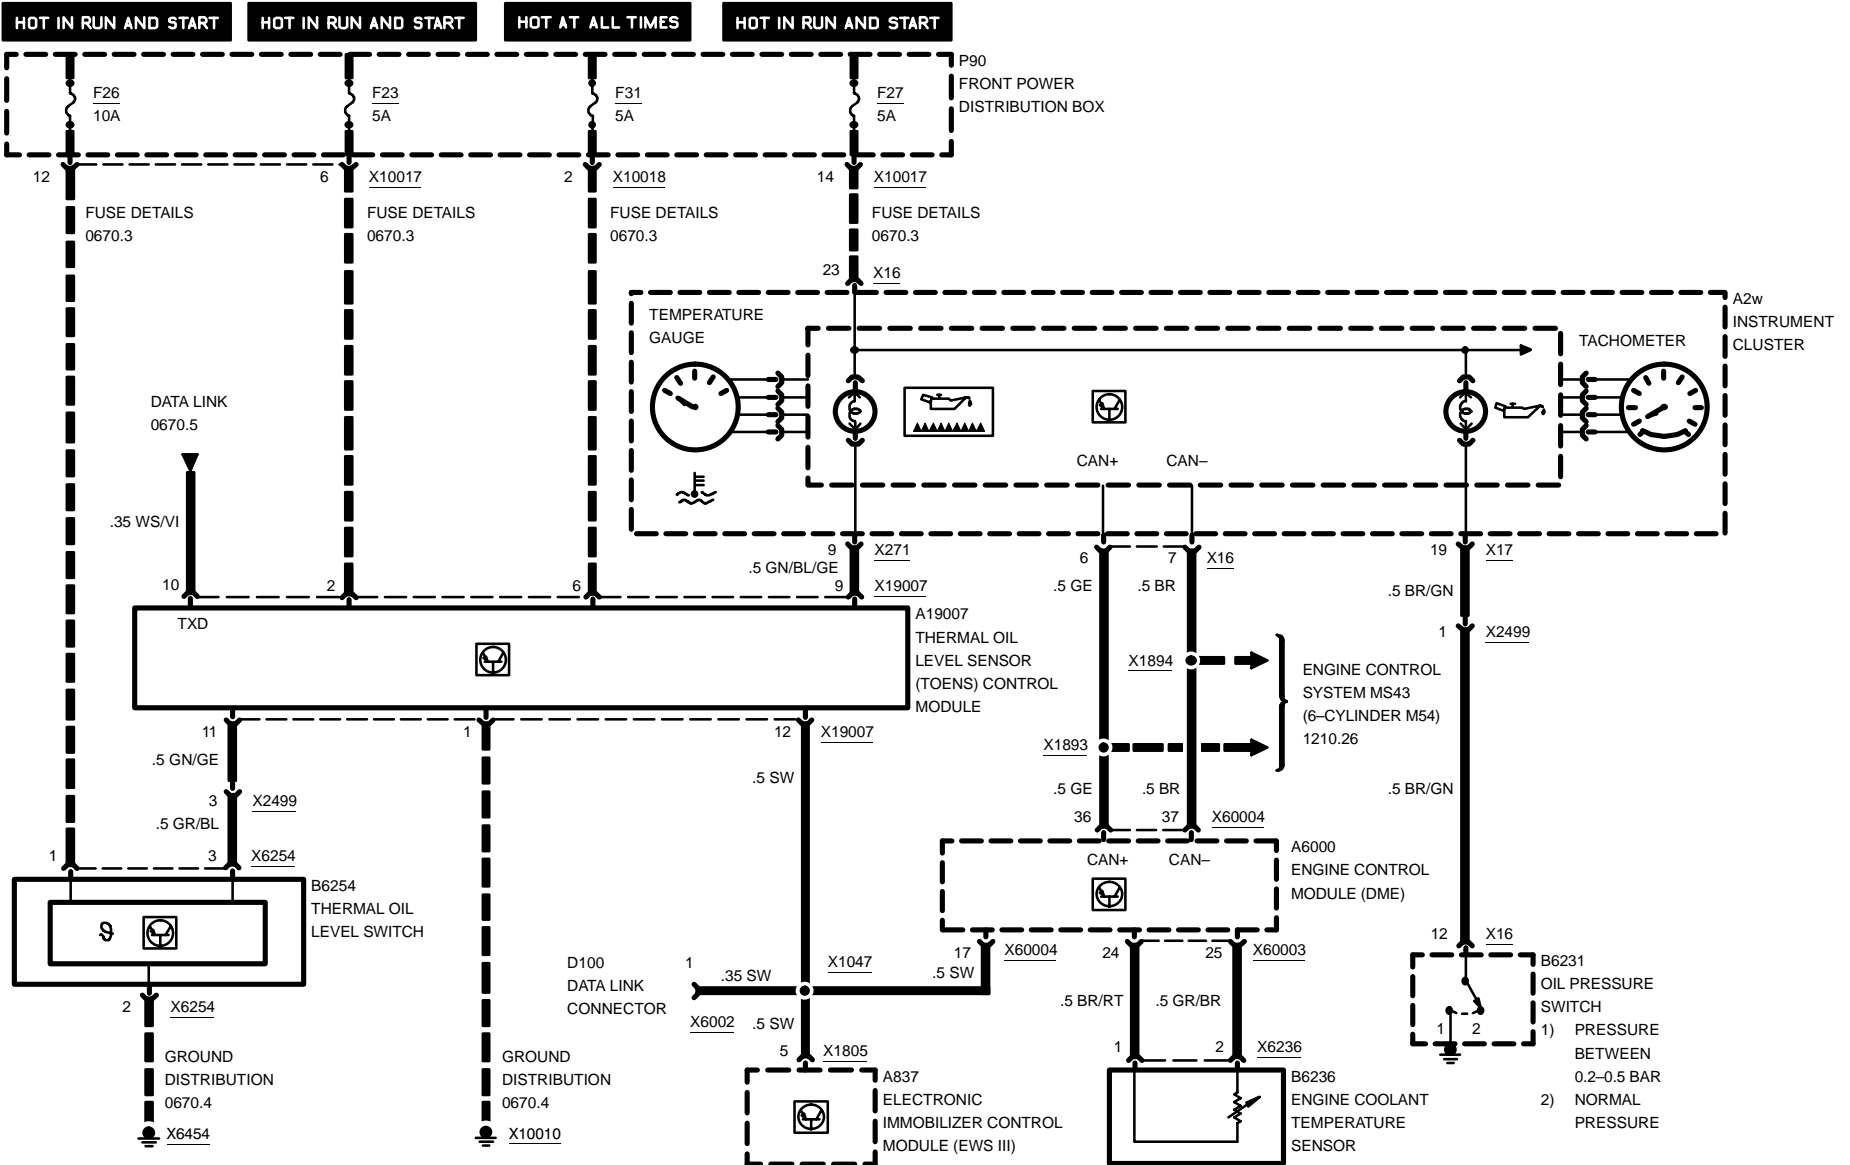 HOT IN RUN AND START
HOT IN RUN AND START
HOT AT ALL TIMES
HOT IN RUN AND START
P90
FRONT POWER
DISTRIBUTION BOX
F26
10A
F23
5A
F31
5A
F27
5A
12
6
X10017
2
X10018
14
X10017
FUSE DETAILS
0670.3
FUSE DETAILS
0670.3
FUSE DETAILS
0670.3
FUSE DETAILS
0670.3
23
X16
A2w
INSTRUMENT
CLUSTER
TEMPERATURE
GAUGE
TACHOMETER
CAN+
CAN–
DATA LINK
0670.5
.35 WS/VI
9
X271
.5 GN/BL/GE
6
7
X16
19
X17
10
2
6
9
X19007
.5 GE
.5 BR
.5 BR/GN
TXD
A19007
THERMAL OIL
LEVEL SENSOR
(TOENS) CONTROL
MODULE
1
X2499
X1894
ENGINE CONTROL
SYSTEM MS43
(6–CYLINDER M54)
1210.26
X1893
11
1
12
X19007
.5 GN/GE
.5 SW
.5 GE
.5 BR
.5 BR/GN
3
X2499
.5 GR/BL
36
37
X60004
1
3
X6254
CAN+
CAN–
A6000
ENGINE CONTROL
MODULE (DME)
B6254
THERMAL OIL
LEVEL SWITCH
12
X16
17
X60004
24
25
X60003
D100
DATA LINK
CONNECTOR
1
.35 SW
X1047
.5 SW
X6002
.5 SW
B6231
OIL PRESSURE
SWITCH
1
2
1) PRESSURE
BETWEEN
0.2–0.5 BAR
2) NORMAL
PRESSURE
2
X6254
.5 BR/RT
.5 GR/BR
GROUND
DISTRIBUTION
0670.4
X6454
GROUND
DISTRIBUTION
0670.4
X10010
5
X1805
A837
ELECTRONIC
IMMOBILIZER CONTROL
MODULE (EWS III)
1
2
X6236
B6236
ENGINE COOLANT
TEMPERATURE
SENSOR